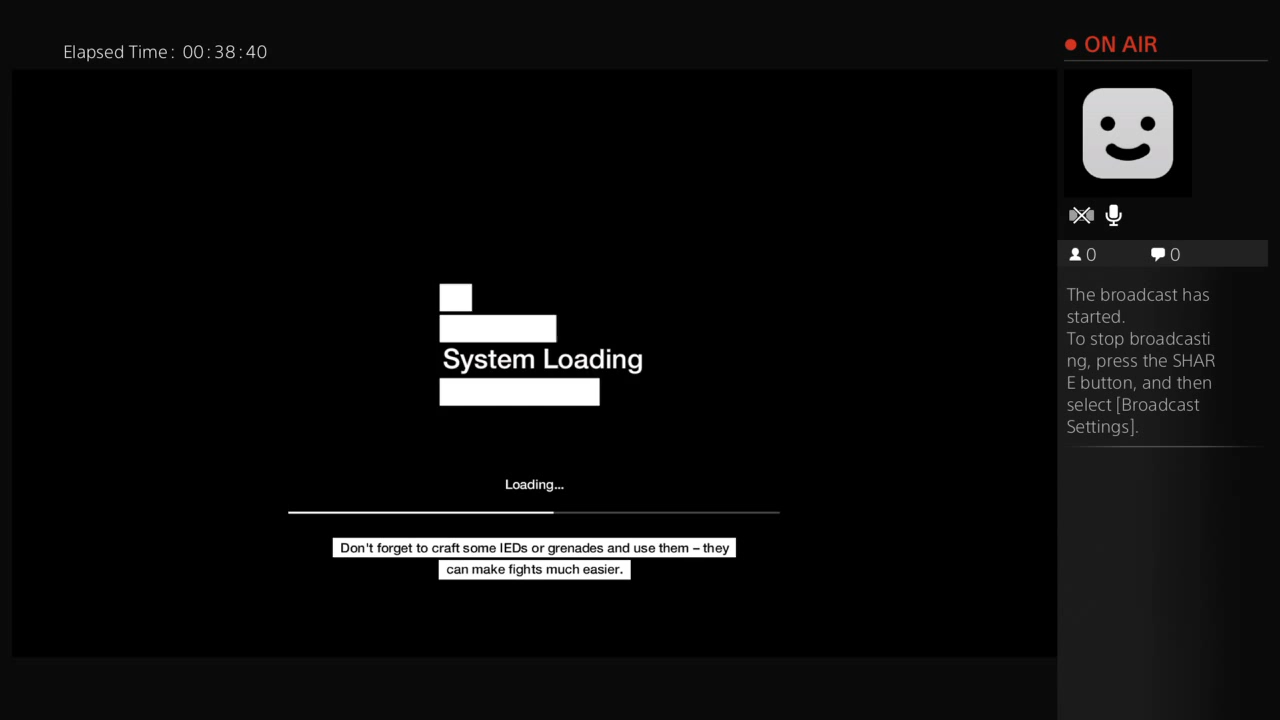 Elapsed Time: 00:38:40
ON AIR
0 0
The broadcast has
started.
To stop broadcasti
ng, press the SHAR
E button, and then
select [Broadcast
Settings].
System Loading
Loading...
Don't forget to craft some IEDs or grenades and use them – they
can make fights much easier.